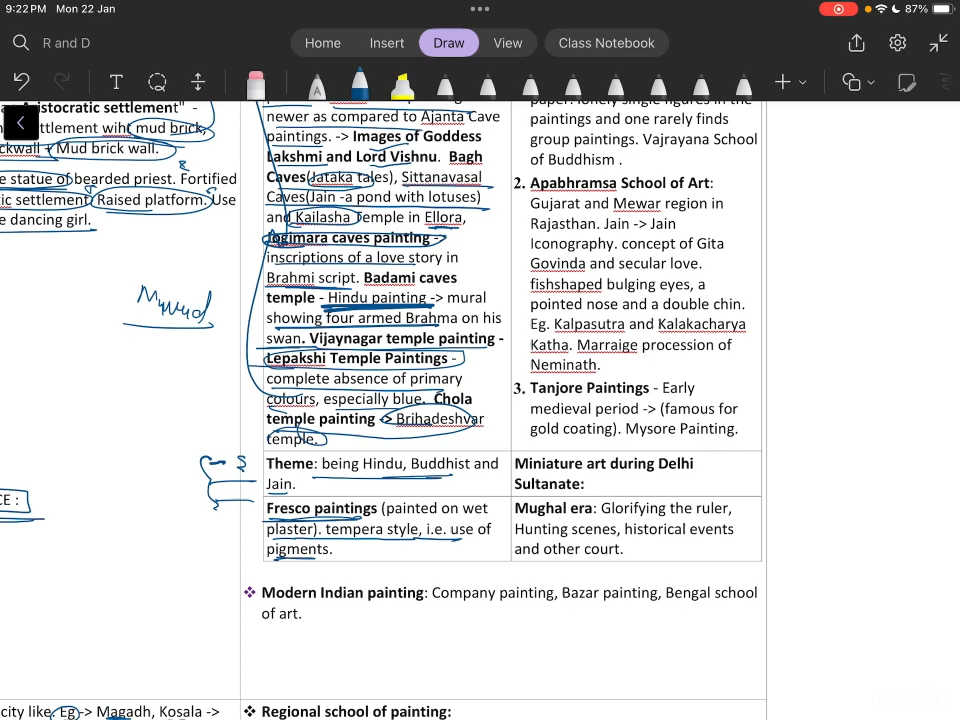 9:22 PM Mon 22 Jan
87%
R and D
Home Insert Draw View Class Notebook
T
A
Aristocratic settlement" -
ettlement wiht mud brick,
ckwall + Mud brick wall.
e statue of bearded priest. Fortified
tic settlement. Raised platform. Use
e dancing girl.
newer as compared to Ajanta Cave
paintings. -> Images of Goddess
Lakshmi and Lord Vishnu. Bagh
Caves(Jataka tales), Sittanavasal
Caves(Jain -a pond with lotuses)
and Kailasha Temple in Ellora,
Jogimara caves painting -
inscriptions of a love story in
Brahmi script. Badami caves
temple - Hindu painting -> mural
showing four armed Brahma on his
swan. Vijaynagar temple painting -
Lepakshi Temple Paintings -
complete absence of primary
colours, especially blue. Chola
temple painting -> Brihadeshvar
temple.
Theme: being Hindu, Buddhist and
Jain.
Fresco paintings (painted on wet
plaster). tempera style, i.e. use of
pigments.
paper. lonely single figures in the
paintings and one rarely finds
group paintings. Vajrayana School
of Buddhism .
2. Apabhramsa School of Art:
Gujarat and Mewar region in
Rajasthan. Jain -> Jain
Iconography. concept of Gita
Govinda and secular love.
fishshaped bulging eyes, a
pointed nose and a double chin.
Eg. Kalpasutra and Kalakacharya
Katha. Marraige procession of
Neminath.
3. Tanjore Paintings - Early
medieval period -> (famous for
gold coating). Mysore Painting.
Miniature art during Delhi
Sultanate:
Mughal era: Glorifying the ruler,
Hunting scenes, historical events
and other court.
CE :
❖ Modern Indian painting: Company painting, Bazar painting, Bengal school
of art.
city like. Eg -> Magadh, Kosala ->
❖ Regional school of painting: